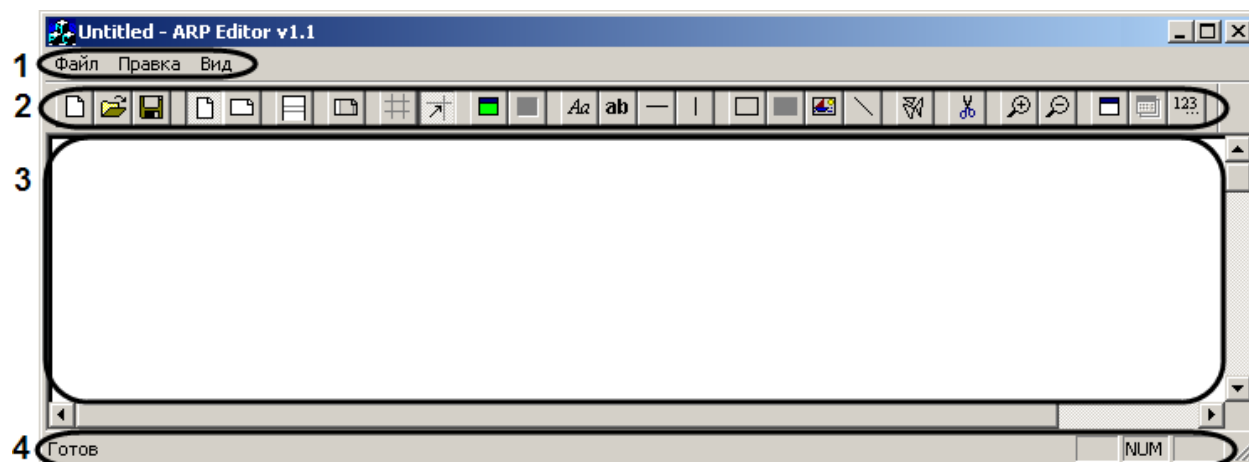 Untitled - ARP Editor v1.1
1 Файл Правка Вид
2 Aa ab 123...
3
4 Готов NUM